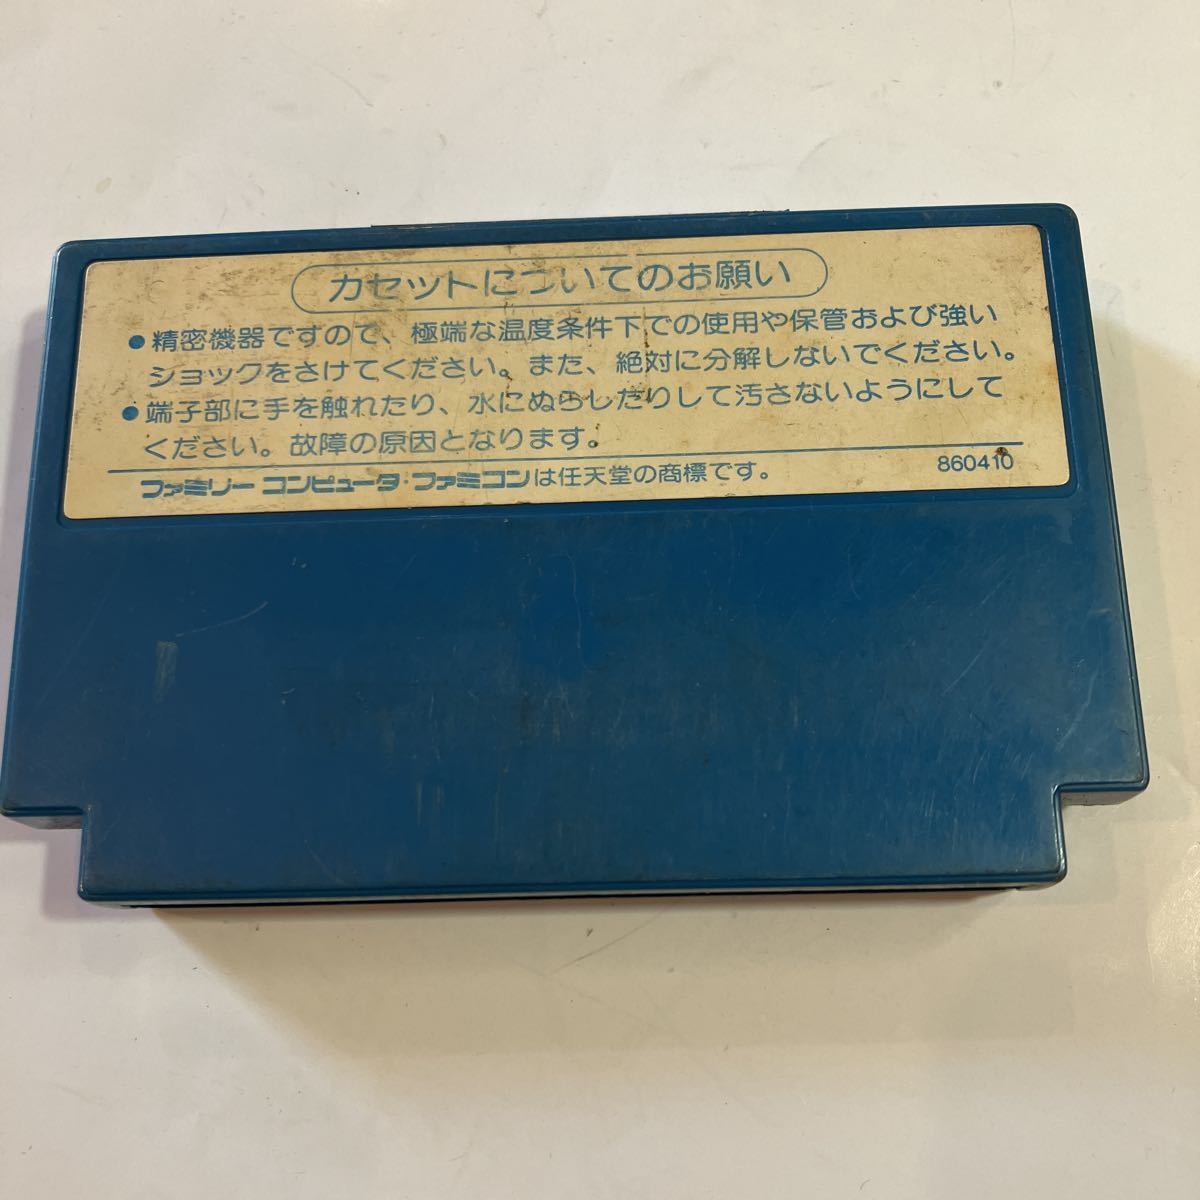 カセットについてのお願い
●精密機器ですので、極端な温度条件下での使用や保管および強い
ショックをさけてください。また、絶対に分解しないでください。
●端子部に手を触れたり、水にぬらしたりして汚さないようにして
ください。故障の原因となります。
860410
ファミリーコンピュータ・ファミコンは任天堂の商標です。